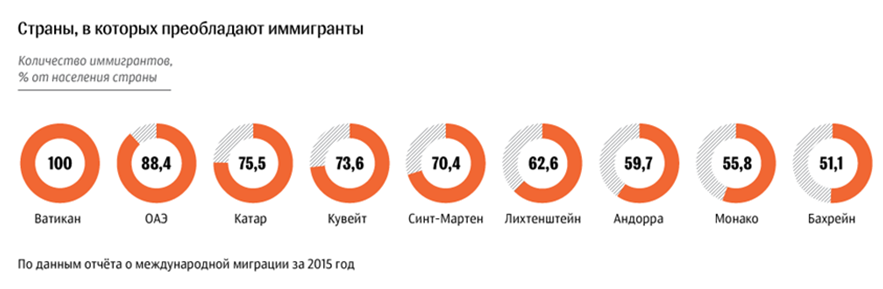 Страны, в которых преобладают иммигранты
Количество иммигрантов,
% от населения страны
100 88,4 75,5 73,6 70,4 62,6 59,7 55,8 51,1
Ватикан ОАЭ Катар Кувейт Синт-Мартен Лихтенштейн Андорра Монако Бахрейн
По данным отчёта о международной миграции за 2015 год